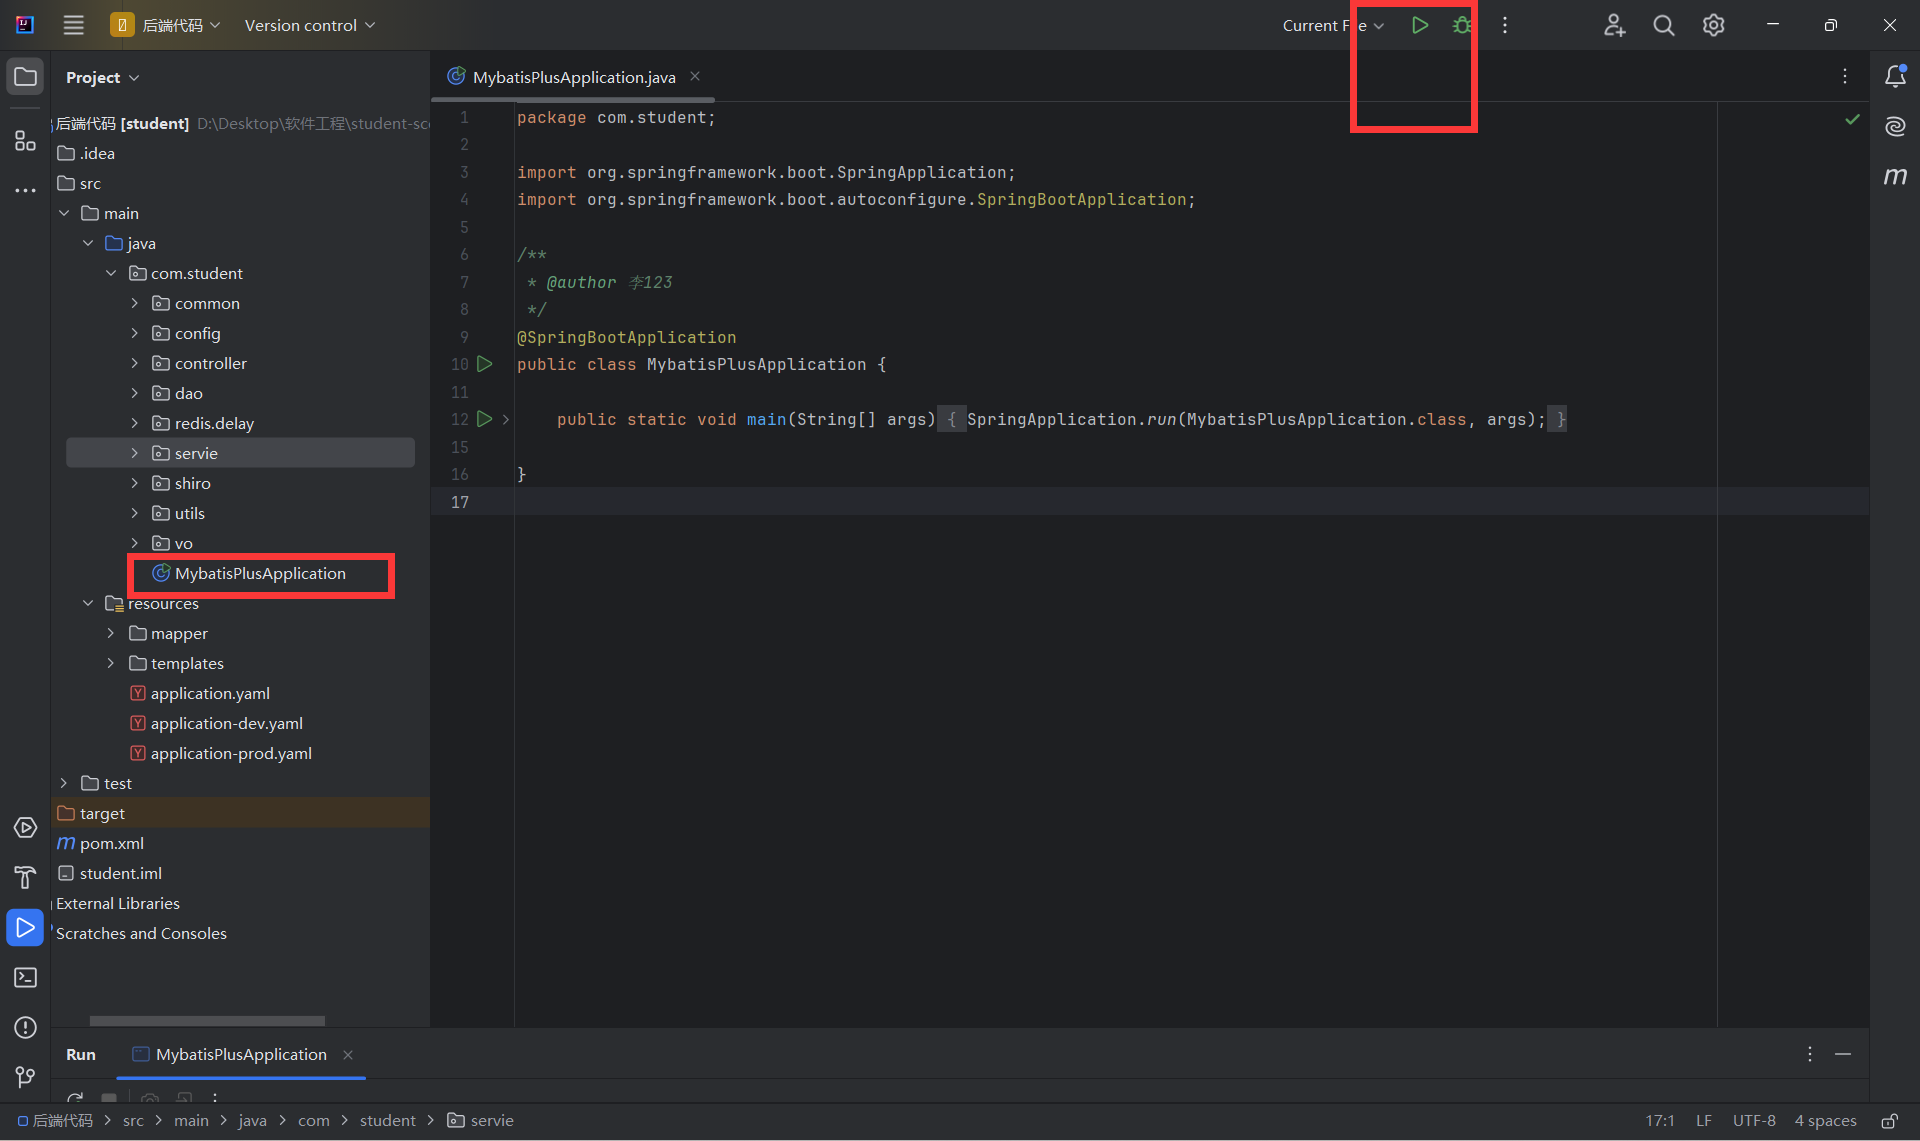 后端代码 Version control Current F e
Project
MybatisPlusApplication.java
后端代码 [student] D:\Desktop\软件工程\student-sc
.idea
src
main
java
com.student
common
config
controller
dao
redis.delay
servie
shiro
utils
vo
MybatisPlusApplication
resources
mapper
templates
application.yaml
application-dev.yaml
application-prod.yaml
test
target
pom.xml
student.iml
External Libraries
Scratches and Consoles
1 package com.student;
2
3 import org.springframework.boot.SpringApplication;
4 import org.springframework.boot.autoconfigure.SpringBootApplication;
5
6 /**
7 * @author 李123
8 */
9 @SpringBootApplication
10 public class MybatisPlusApplication {
11
12 public static void main(String[] args) { SpringApplication.run(MybatisPlusApplication.class, args); }
15
16 }
17
Run MybatisPlusApplication
后端代码 > src > main > java > com > student > servie
17:1 LF UTF-8 4 spaces